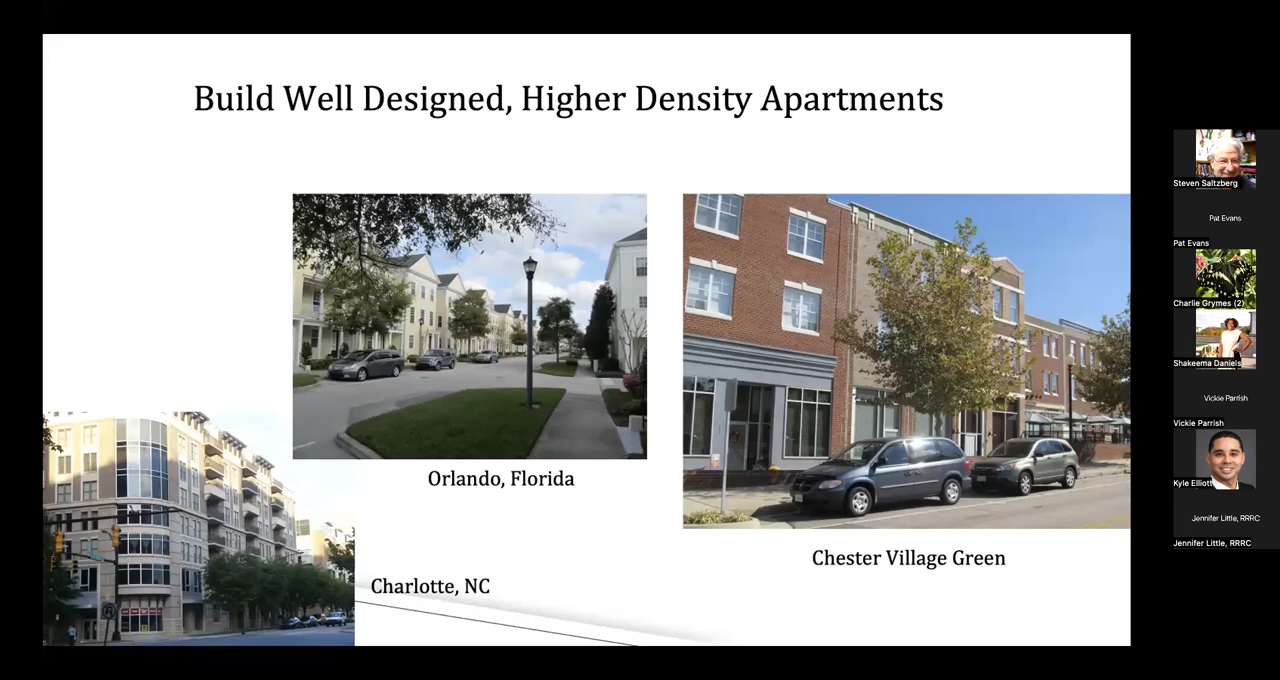 Build Well Designed, Higher Density Apartments
Orlando, Florida
Chester Village Green
Charlotte, NC
Steven Saltzberg
Pat Evans
Pat Evans
Charlie Grymes (2)
Shakeema Daniels
Vickie Parrish
Vickie Parrish
Kyle Elliott
Jennifer Little, RRRC
Jennifer Little, RRRC